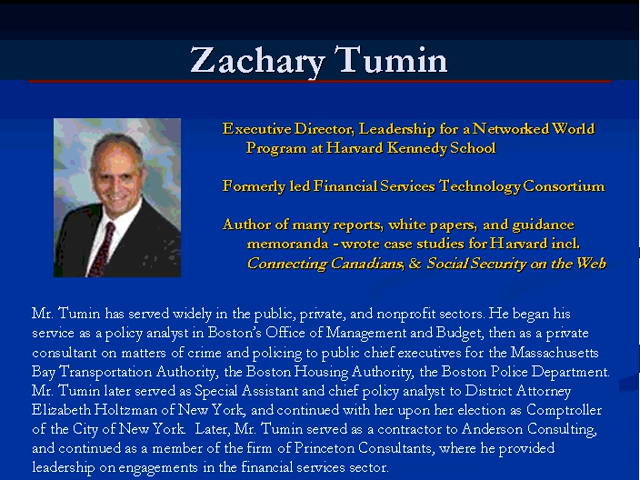 Zachary Tumin
Executive Director, Leadership for a Networked World
Program at Harvard Kennedy School
Formerly led Financial Services Technology Consortium
Author of many reports, white papers, and guidance
memoranda - wrote case studies for Harvard incl.
Connecting Canadians, & Social Security on the Web
Mr. Tumin has served widely in the public, private, and nonprofit sectors. He began his
service as a policy analyst in Boston's Office of Management and Budget, then as a private
consultant on matters of crime and policing to public chief executives for the Massachusetts
Bay Transportation Authority, the Boston Housing Authority, the Boston Police Department.
Mr. Tumin later served as Special Assistant and chief policy analyst to District Attorney
Elizabeth Holtzman of New York, and continued with her upon her election as Comptroller
of the City of New York. Later, Mr. Tumin served as a contractor to Anderson Consulting,
and continued as a member of the firm of Princeton Consultants, where he provided
leadership on engagements in the financial services sector.